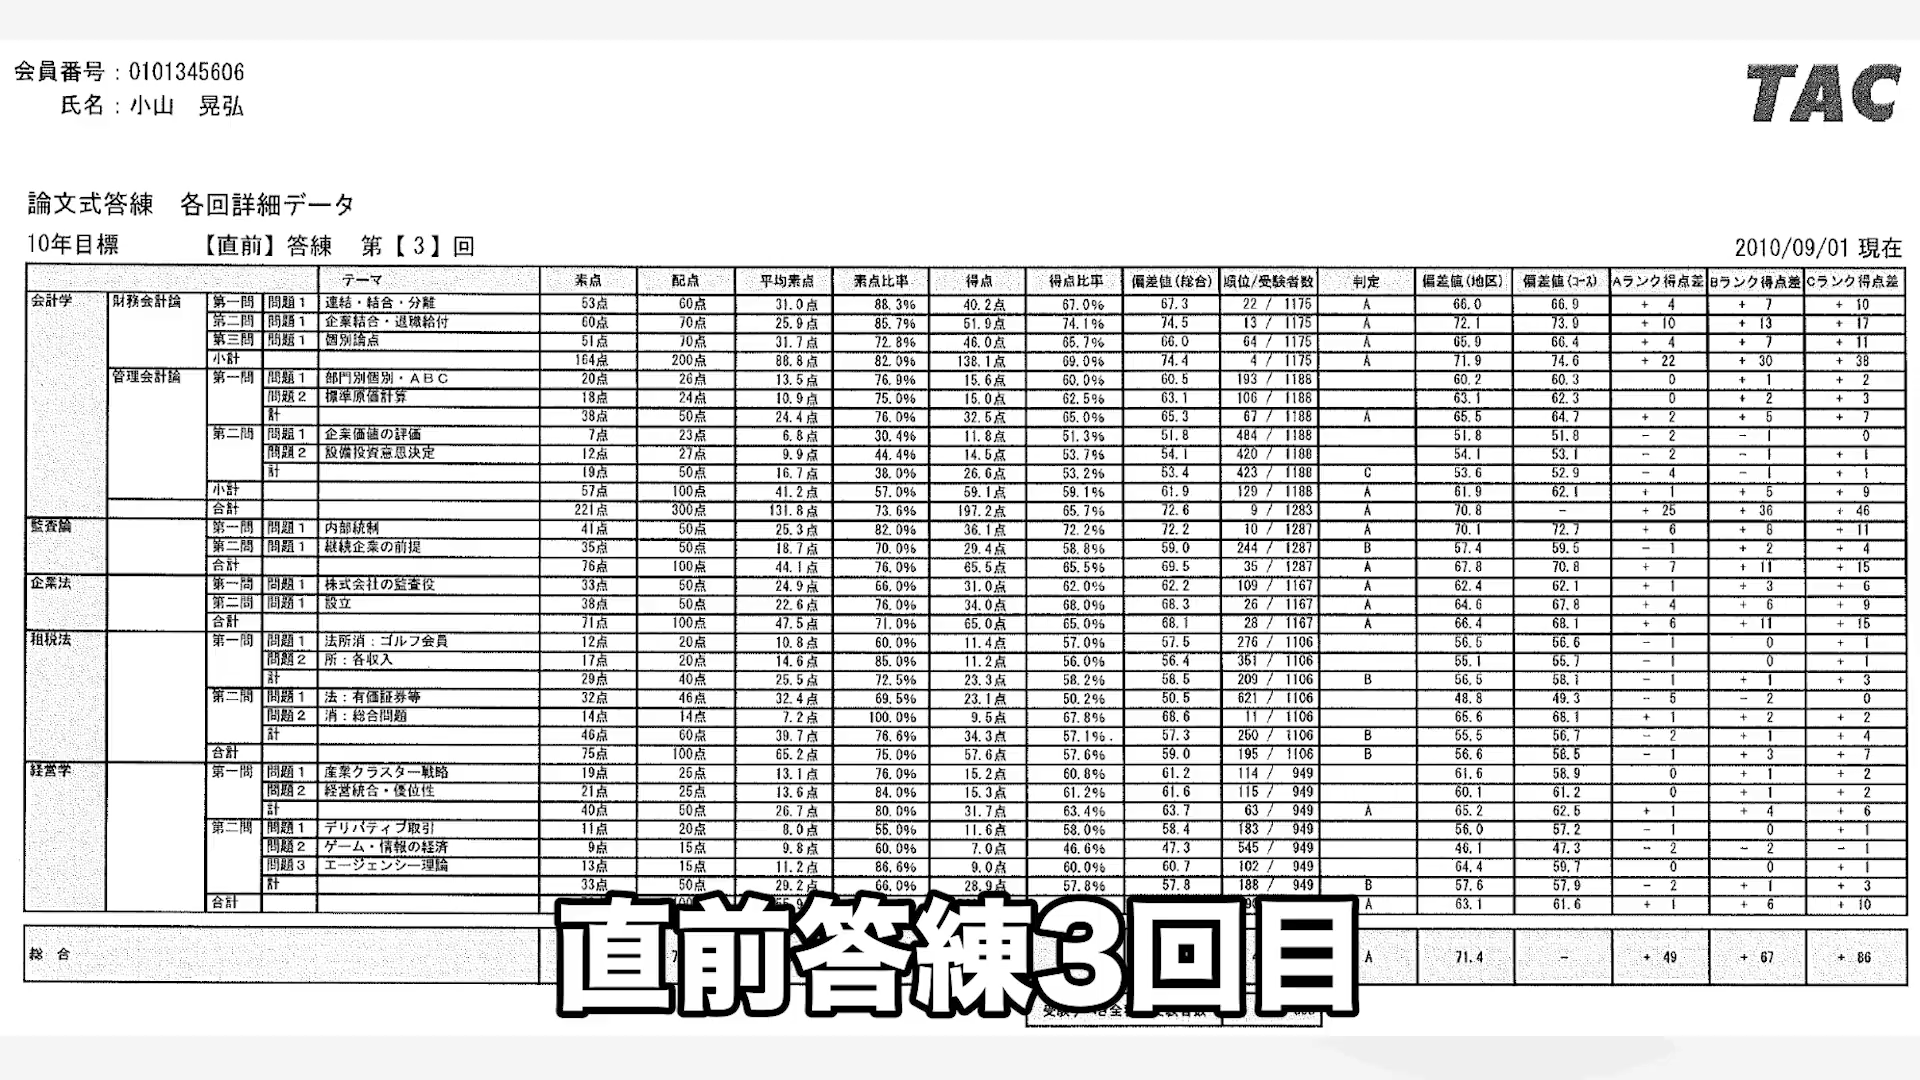 会員番号：0101345606
氏名：小山　晃弘
TAC
論文式答練　各回詳細データ
10年目標　【直前】答練　第【3】回
2010/09/01 現在
テーマ 素点 配点 平均素点 素点比率 得点 得点比率 偏差値(総合) 順位/受験者数 判定 偏差値(地区) 偏差値(ｺｰｽ) Aランク得点差 Bランク得点差 Cランク得点差
会計学 財務会計論 第一問 問題1 連結・結合・分離 53点 60点 31.0点 88.3% 40.2点 67.0% 67.3 22 / 1175 A 66.0 66.9 + 4 + 7 + 10
第二問 問題1 企業結合・退職給付 60点 70点 25.9点 85.7% 51.9点 74.1% 74.5 13 / 1175 A 72.1 73.9 + 10 + 13 + 17
第三問 問題1 個別論点 51点 70点 31.7点 72.8% 46.0点 65.7% 66.0 64 / 1175 A 65.9 66.4 + 4 + 7 + 11
小計 164点 200点 88.8点 82.0% 138.1点 69.0% 74.4 4 / 1175 A 71.9 74.6 + 22 + 30 + 38
管理会計論 第一問 問題1 部門別個別・ABC 20点 26点 13.5点 76.9% 15.6点 60.0% 60.5 193 / 1188 60.2 60.3 0 + 1 + 2
問題2 標準原価計算 18点 24点 10.9点 75.0% 15.0点 62.5% 63.1 106 / 1188 63.1 62.3 0 + 2 + 3
計 38点 50点 24.4点 76.0% 32.5点 65.0% 65.3 67 / 1188 A 65.5 64.7 + 2 + 5 + 7
第二問 問題1 企業価値の評価 7点 23点 6.8点 30.4% 11.8点 51.3% 51.8 484 / 1188 51.8 51.8 - 2 - 1 0
問題2 設備投資意思決定 12点 27点 9.9点 44.4% 14.5点 53.7% 54.1 420 / 1188 54.1 53.1 - 2 - 1 + 1
計 19点 50点 16.7点 38.0% 26.6点 53.2% 53.4 423 / 1188 C 53.6 52.9 - 4 - 1 + 1
小計 57点 100点 41.2点 57.0% 59.1点 59.1% 61.9 129 / 1188 A 61.9 62.1 + 1 + 5 + 9
合計 221点 300点 131.8点 73.6% 197.2点 65.7% 72.6 9 / 1283 A 70.8 - + 25 + 36 + 46
監査論 第一問 問題1 内部統制 41点 50点 25.3点 82.0% 36.1点 72.2% 72.2 10 / 1287 A 70.1 72.7 + 6 + 8 + 11
第二問 問題1 継続企業の前提 35点 50点 18.7点 70.0% 29.4点 58.8% 59.0 244 / 1287 B 57.4 59.5 - 1 + 2 + 4
合計 76点 100点 44.1点 76.0% 65.5点 65.5% 69.5 35 / 1287 A 67.8 70.8 + 7 + 11 + 15
企業法 第一問 問題1 株式会社の監査役 33点 50点 24.9点 66.0% 31.0点 62.0% 62.2 109 / 1167 A 62.4 62.1 + 1 + 3 + 6
第二問 問題1 設立 38点 50点 22.6点 76.0% 34.0点 68.0% 68.3 26 / 1167 A 64.6 67.8 + 4 + 6 + 9
合計 71点 100点 47.5点 71.0% 65.0点 65.0% 68.1 28 / 1167 A 66.4 68.1 + 6 + 11 + 15
租税法 第一問 問題1 法所消：ゴルフ会員 12点 20点 10.8点 60.0% 11.4点 57.0% 57.5 276 / 1106 56.5 56.6 - 1 0 + 1
問題2 所：各収入 17点 20点 14.6点 85.0% 11.2点 56.0% 56.4 351 / 1106 55.1 55.7 - 1 0 + 1
計 29点 40点 25.5点 72.5% 23.3点 58.2% 58.5 209 / 1106 B 56.5 58.1 - 1 + 1 + 3
第二問 問題1 法：有価証券等 32点 46点 32.4点 69.5% 23.1点 50.2% 50.5 621 / 1106 48.8 49.3 - 5 - 2 0
問題2 消：総合問題 14点 14点 7.2点 100.0% 9.5点 67.8% 68.6 11 / 1106 65.6 68.1 + 1 + 2 + 2
計 46点 60点 39.7点 76.6% 34.3点 57.1% 57.3 250 / 1106 B 55.5 56.7 - 2 + 1 + 4
合計 75点 100点 65.2点 75.0% 57.6点 57.6% 59.0 195 / 1106 B 56.6 58.5 - 1 + 3 + 7
経営学 第一問 問題1 産業クラスター戦略 19点 25点 13.1点 76.0% 15.2点 60.8% 61.2 114 / 949 61.6 58.9 0 + 1 + 2
問題2 経営統合・優位性 21点 25点 13.6点 84.0% 15.3点 61.2% 61.6 115 / 949 60.1 61.2 0 + 1 + 2
計 40点 50点 26.7点 80.0% 31.7点 63.4% 63.7 63 / 949 A 65.2 62.5 + 1 + 4 + 6
第二問 問題1 デリバティブ取引 11点 20点 8.0点 55.0% 11.6点 58.0% 58.4 183 / 949 56.0 57.2 - 1 0 + 1
問題2 ゲーム・情報の経済 9点 15点 9.8点 60.0% 7.0点 46.6% 47.3 545 / 949 46.1 47.3 - 2 - 2 - 1
問題3 エージェンシー理論 13点 15点 11.2点 86.6% 9.0点 60.0% 60.7 102 / 949 64.4 59.7 0 0 + 1
計 33点 50点 29.2点 66.0% 28.9点 57.8% 57.8 188 / 949 B 57.6 57.9 - 2 + 1 + 3
合計 A 63.1 61.6 + 1 + 6 + 10
総合 A 71.4 - + 49 + 67 + 86
直前答練3回目